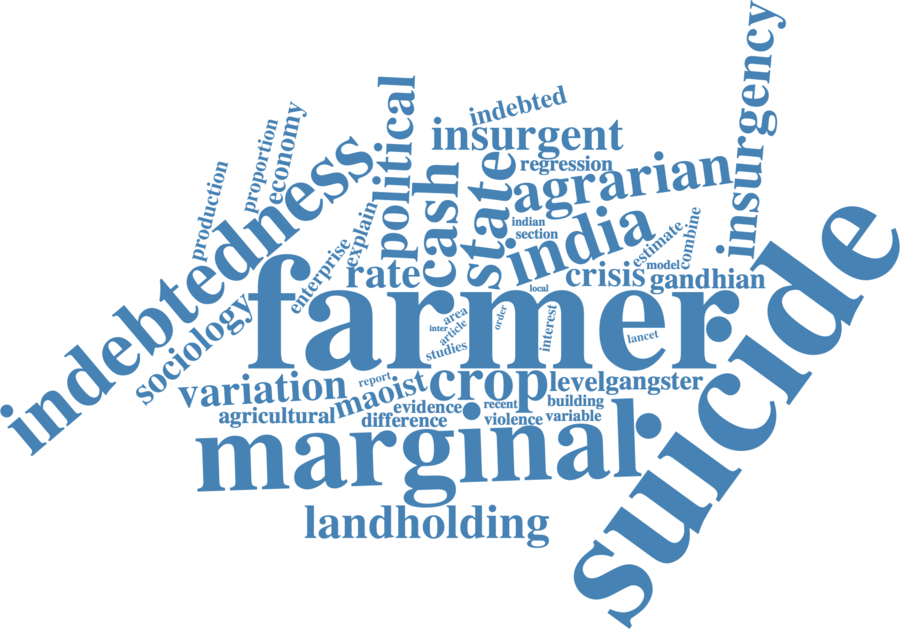 insurgency
political
indebted
insurgent
regression
proportion
economy
production
indebtedness
cash
state
agrarian
indian
section
india
explain
enterprise
rate
estimate
combine
model
crisis
gandhian
suicide
sociology
farmer
local
area
inter
article
studies
order
interest
lancet
variation
report
maoist
crop
level
gangster
agricultural
evidence
difference
recent
violence
building
variable
marginal
landholding